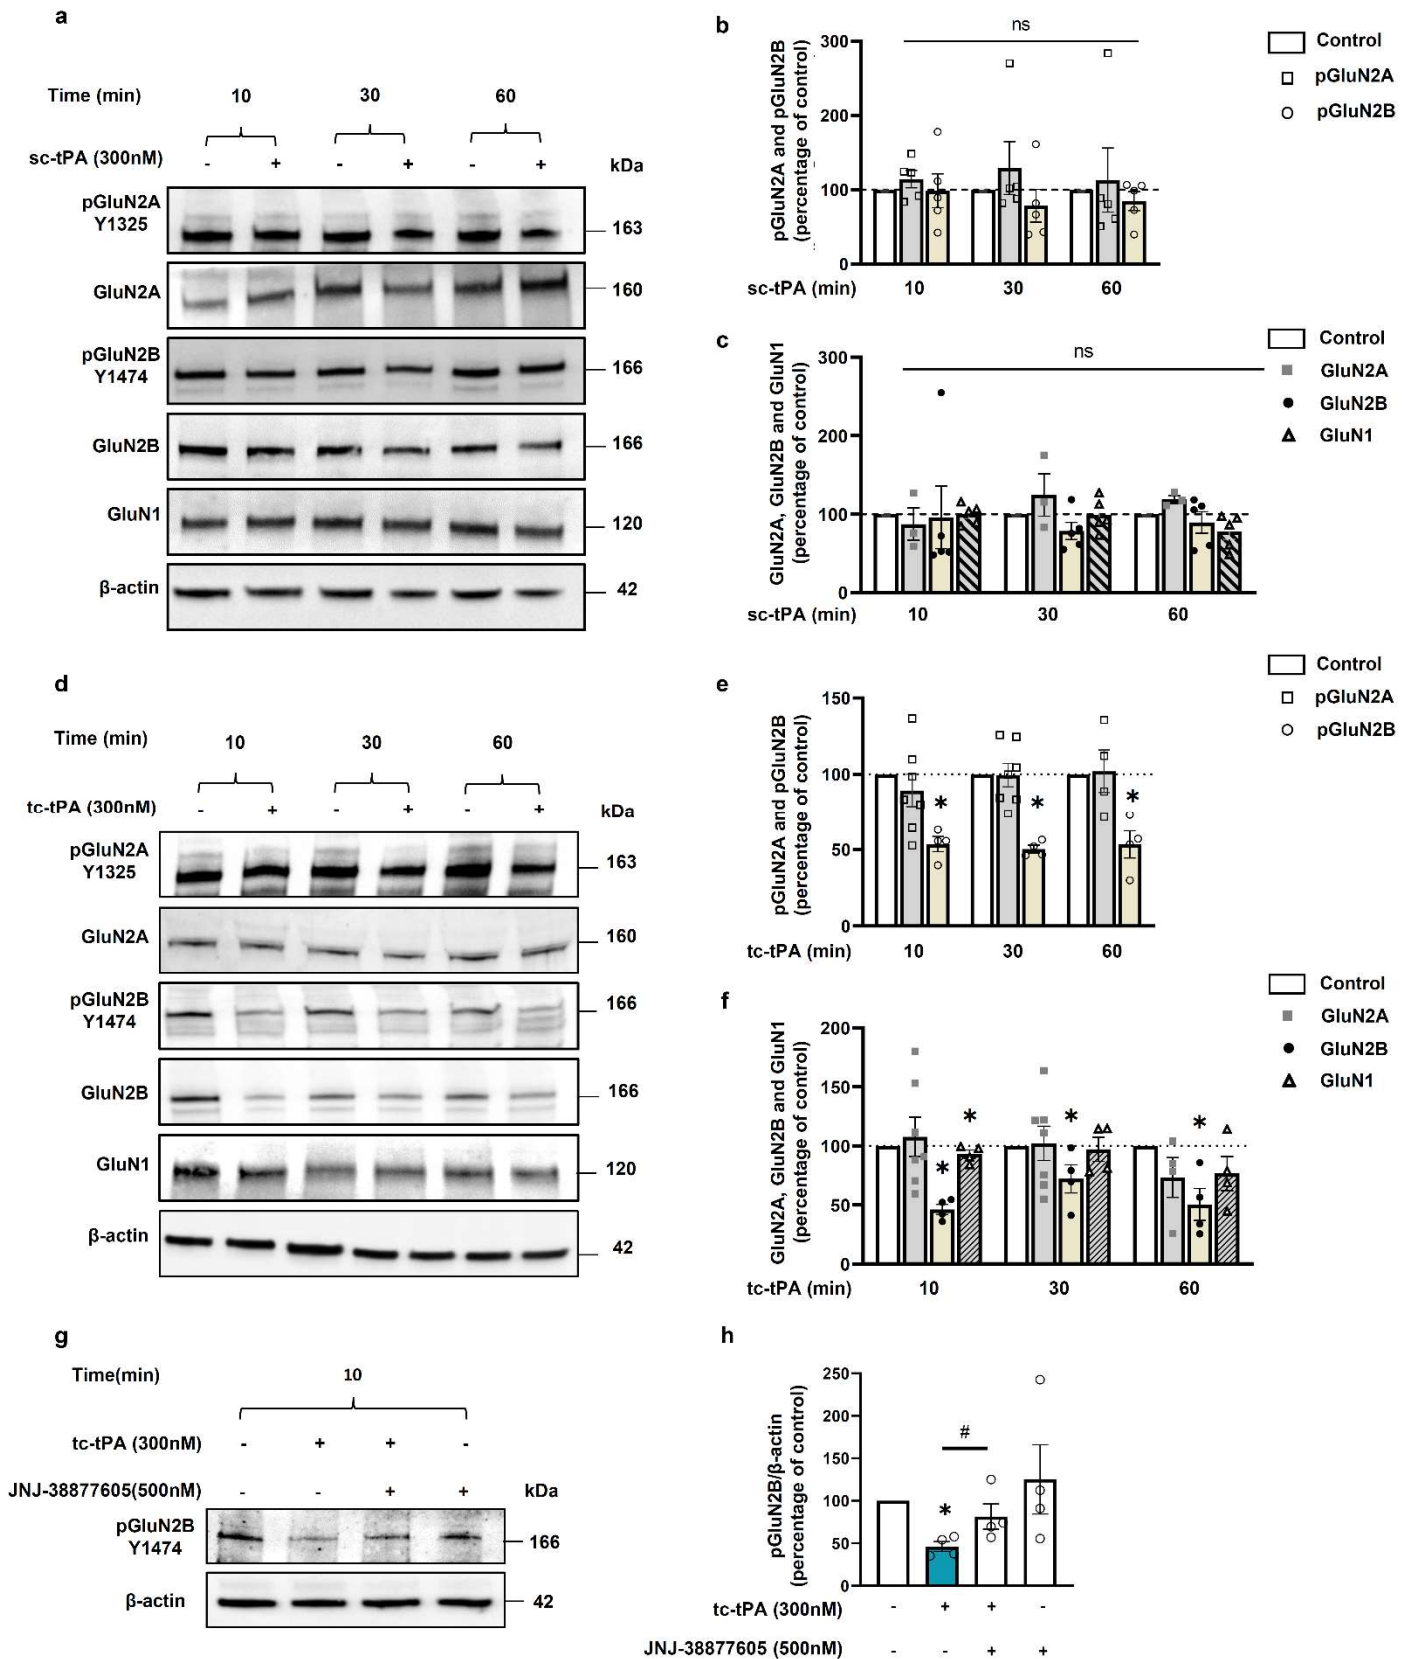 a
Time (min) 10 30 60
sc-tPA (300nM) - + - + - + kDa
pGluN2A
Y1325
163
GluN2A
160
pGluN2B
Y1474
166
GluN2B
166
GluN1
120
β-actin
42
b
pGluN2A and pGluN2B
(percentage of control)
300
200
100
0
ns
sc-tPA (min) 10 30 60
Control
pGluN2A
pGluN2B
c
GluN2A, GluN2B and GluN1
(percentage of control)
300
200
100
0
ns
sc-tPA (min) 10 30 60
Control
GluN2A
GluN2B
GluN1
d
Time (min) 10 30 60
tc-tPA (300nM) - + - + - + kDa
pGluN2A
Y1325
163
GluN2A
160
pGluN2B
Y1474
166
GluN2B
166
GluN1
120
β-actin
42
e
pGluN2A and pGluN2B
(percentage of control)
150
100
50
0
* * *
tc-tPA (min) 10 30 60
Control
pGluN2A
pGluN2B
f
GluN2A, GluN2B and GluN1
(percentage of control)
200
150
100
50
0
* * * *
tc-tPA (min) 10 30 60
Control
GluN2A
GluN2B
GluN1
g
Time(min) 10
tc-tPA (300nM) - + + -
JNJ-38877605(500nM) - - + + kDa
pGluN2B
Y1474
166
β-actin
42
h
pGluN2B/β-actin
(percentage of control)
250
200
150
100
50
0
#
*
tc-tPA (300nM) - + + -
JNJ-38877605 (500nM) - - + +